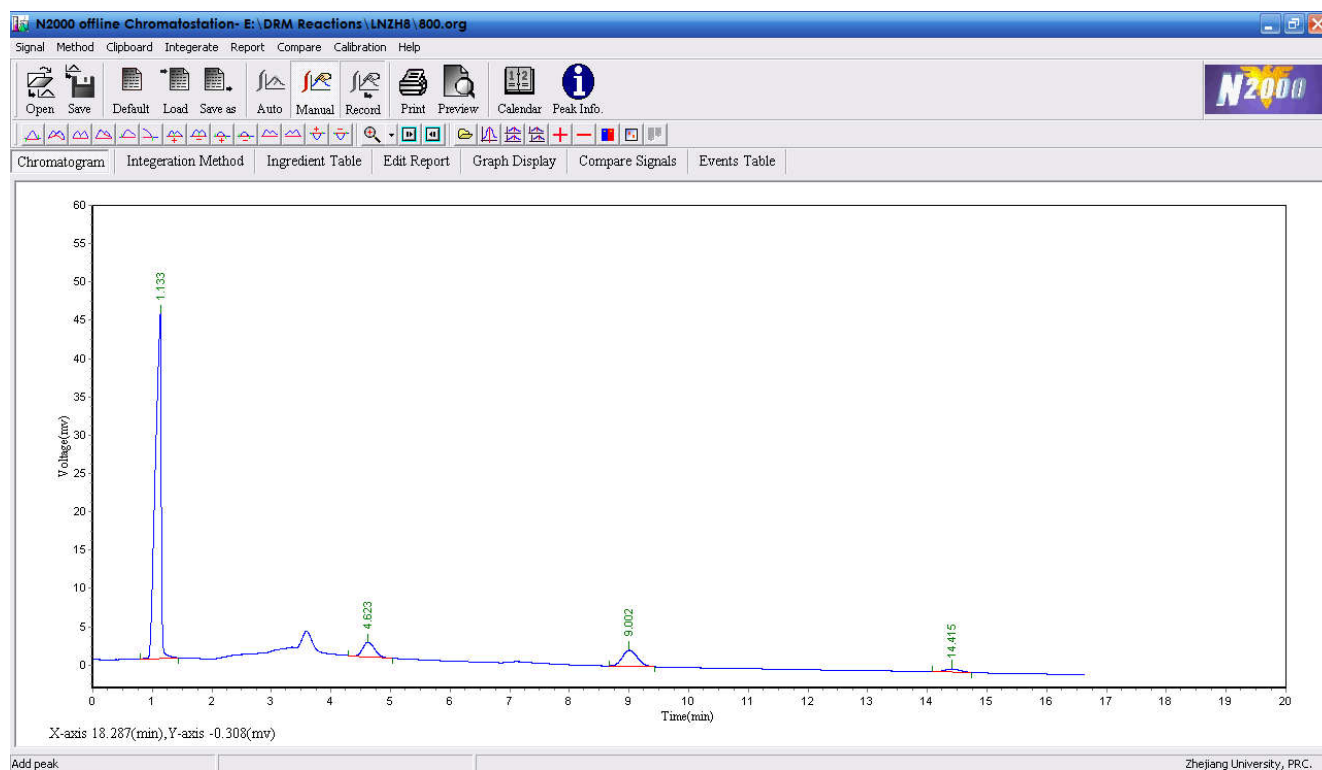 N2000 offline Chromatostation- E:\DRM Reactions\LNZH8\800.org
Signal Method Clipboard Integerate Report Compare Calibration Help
Open Save Default Load Save as Auto Manual Record Print Preview Calendar Peak Info.
N2000
Chromatogram Integeration Method Ingredient Table Edit Report Graph Display Compare Signals Events Table
60
55
50
45
40
35
30
25
20
15
10
5
0
Voltage(mv)
1.133
4.623
9.002
14.415
0 1 2 3 4 5 6 7 8 9 10 11 12 13 14 15 16 17 18 19 20
Time(min)
X-axis 18.287(min),Y-axis -0.308(mv)
Add peak
Zhejiang University, PRC.